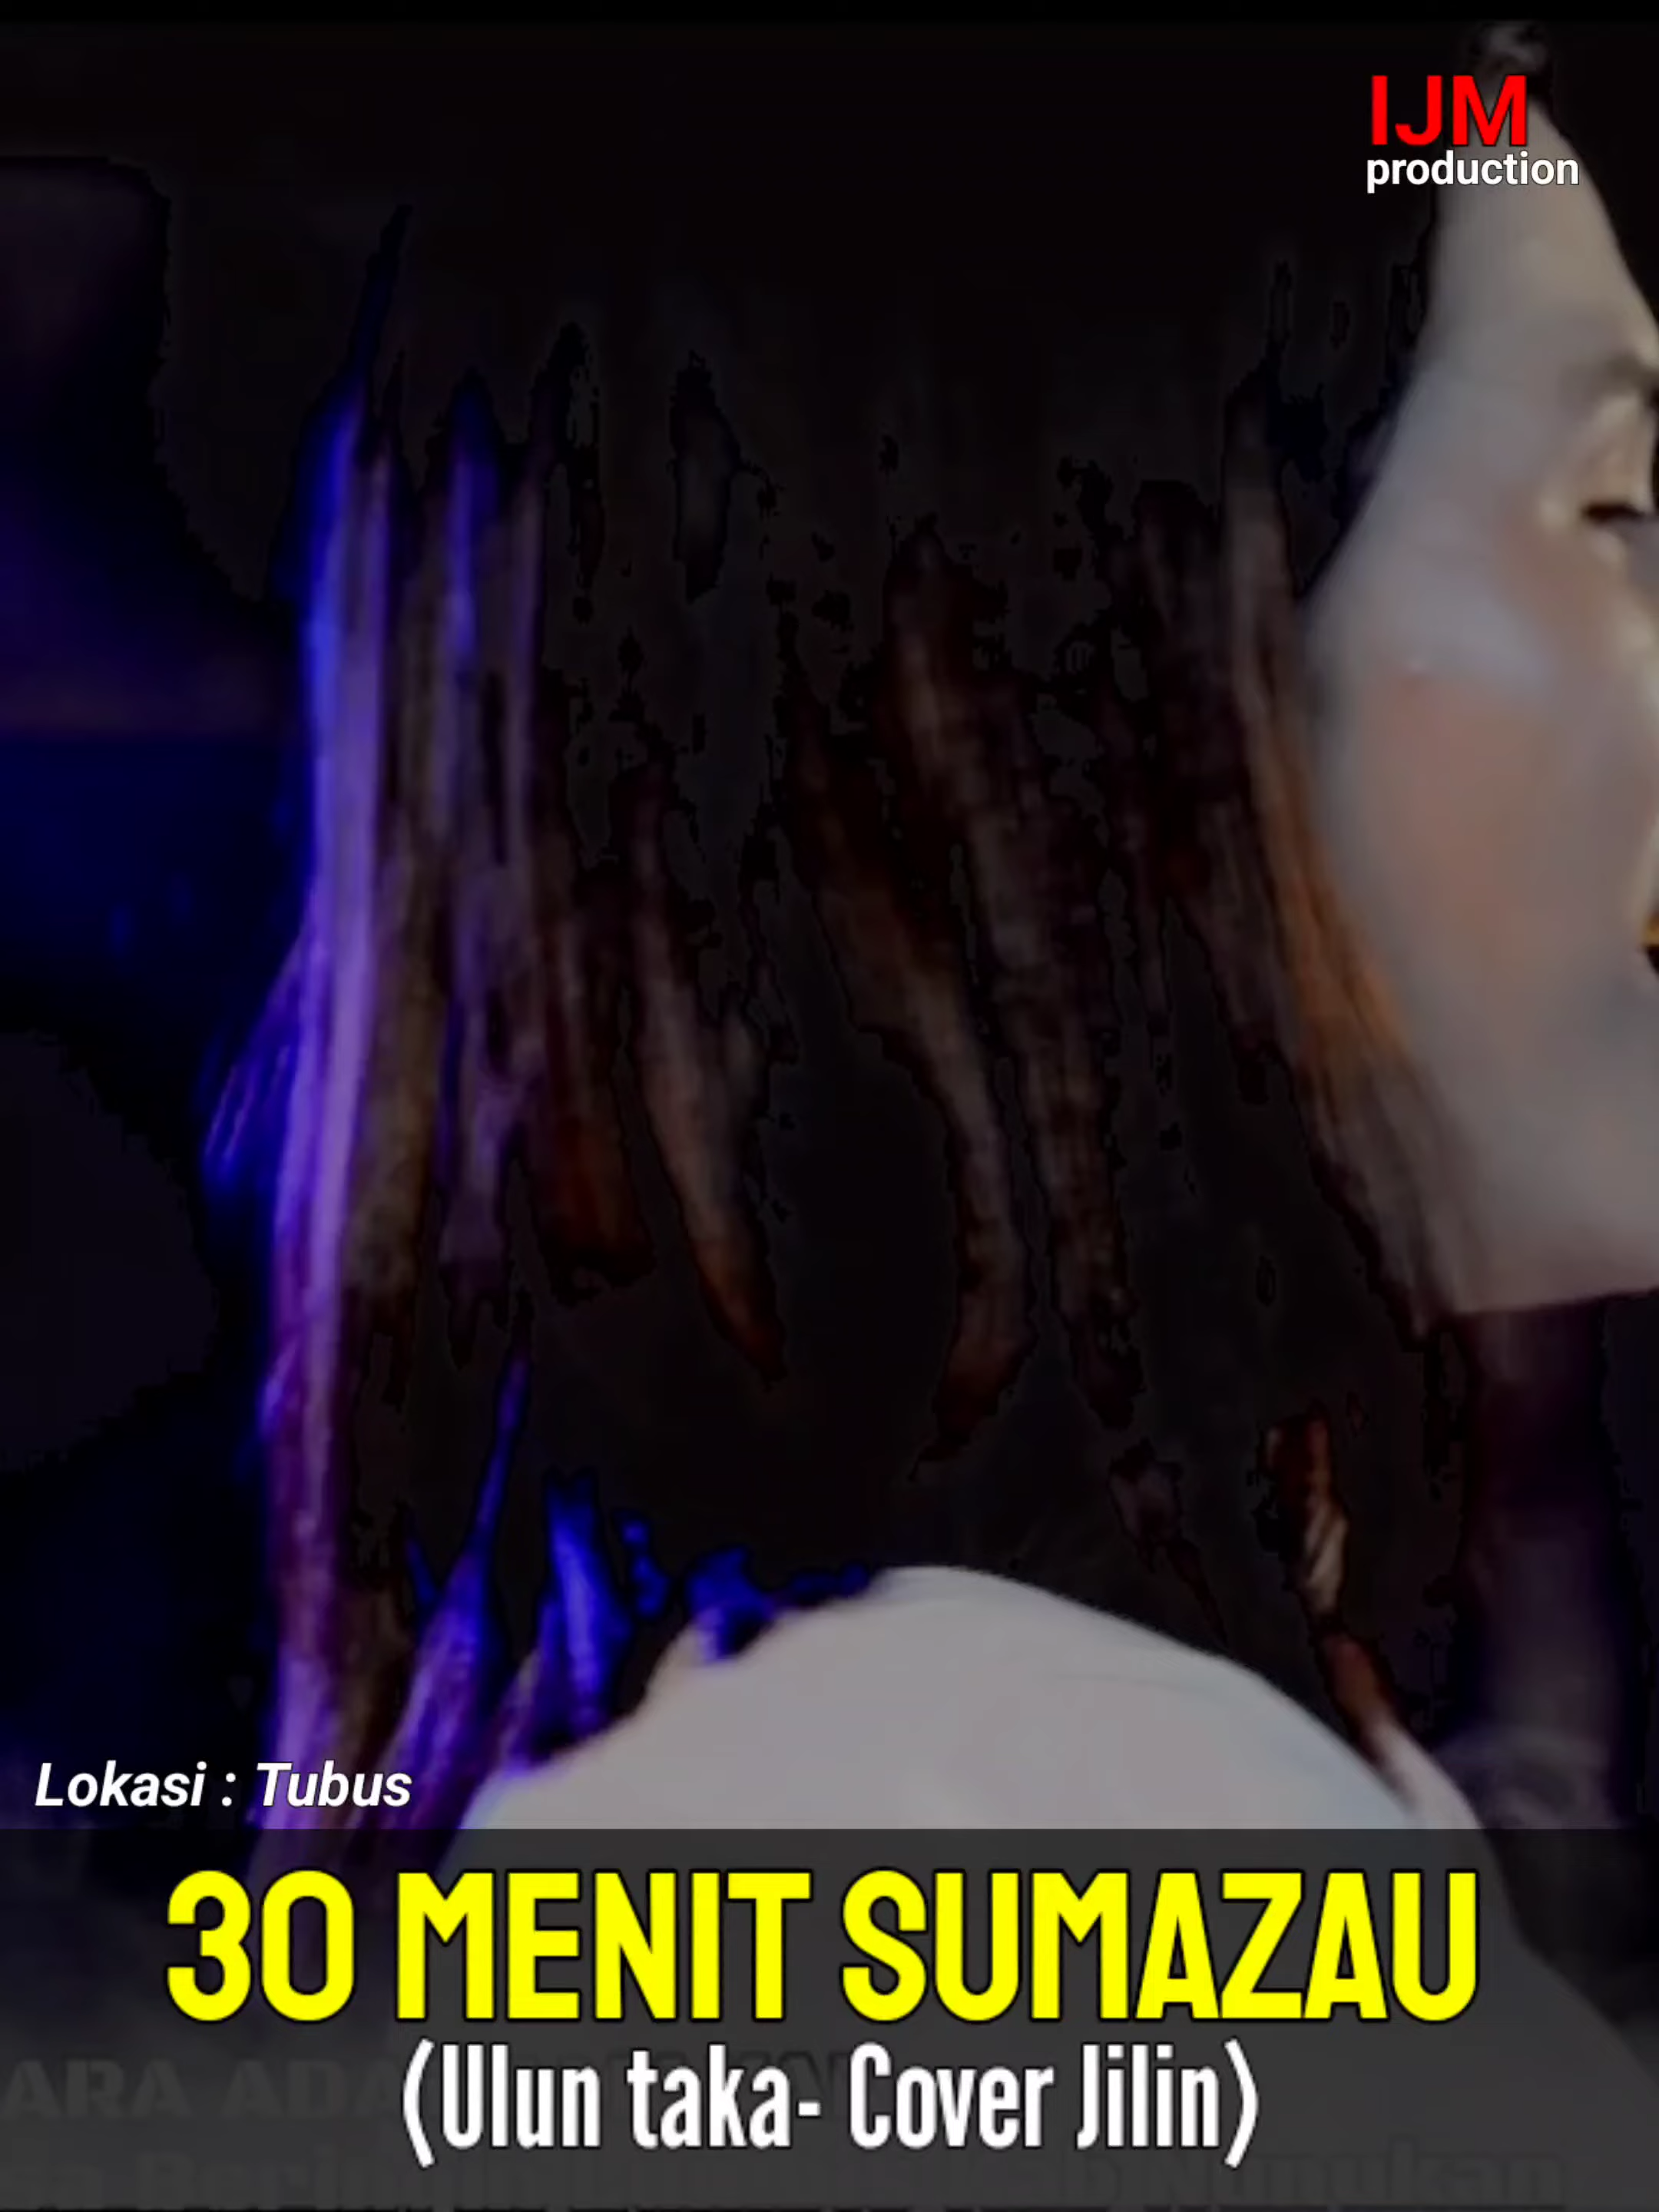 IJM
production
Lokasi : Tubus
30 MENIT SUMAZAU
(Ulun taka- Cover Jilin)